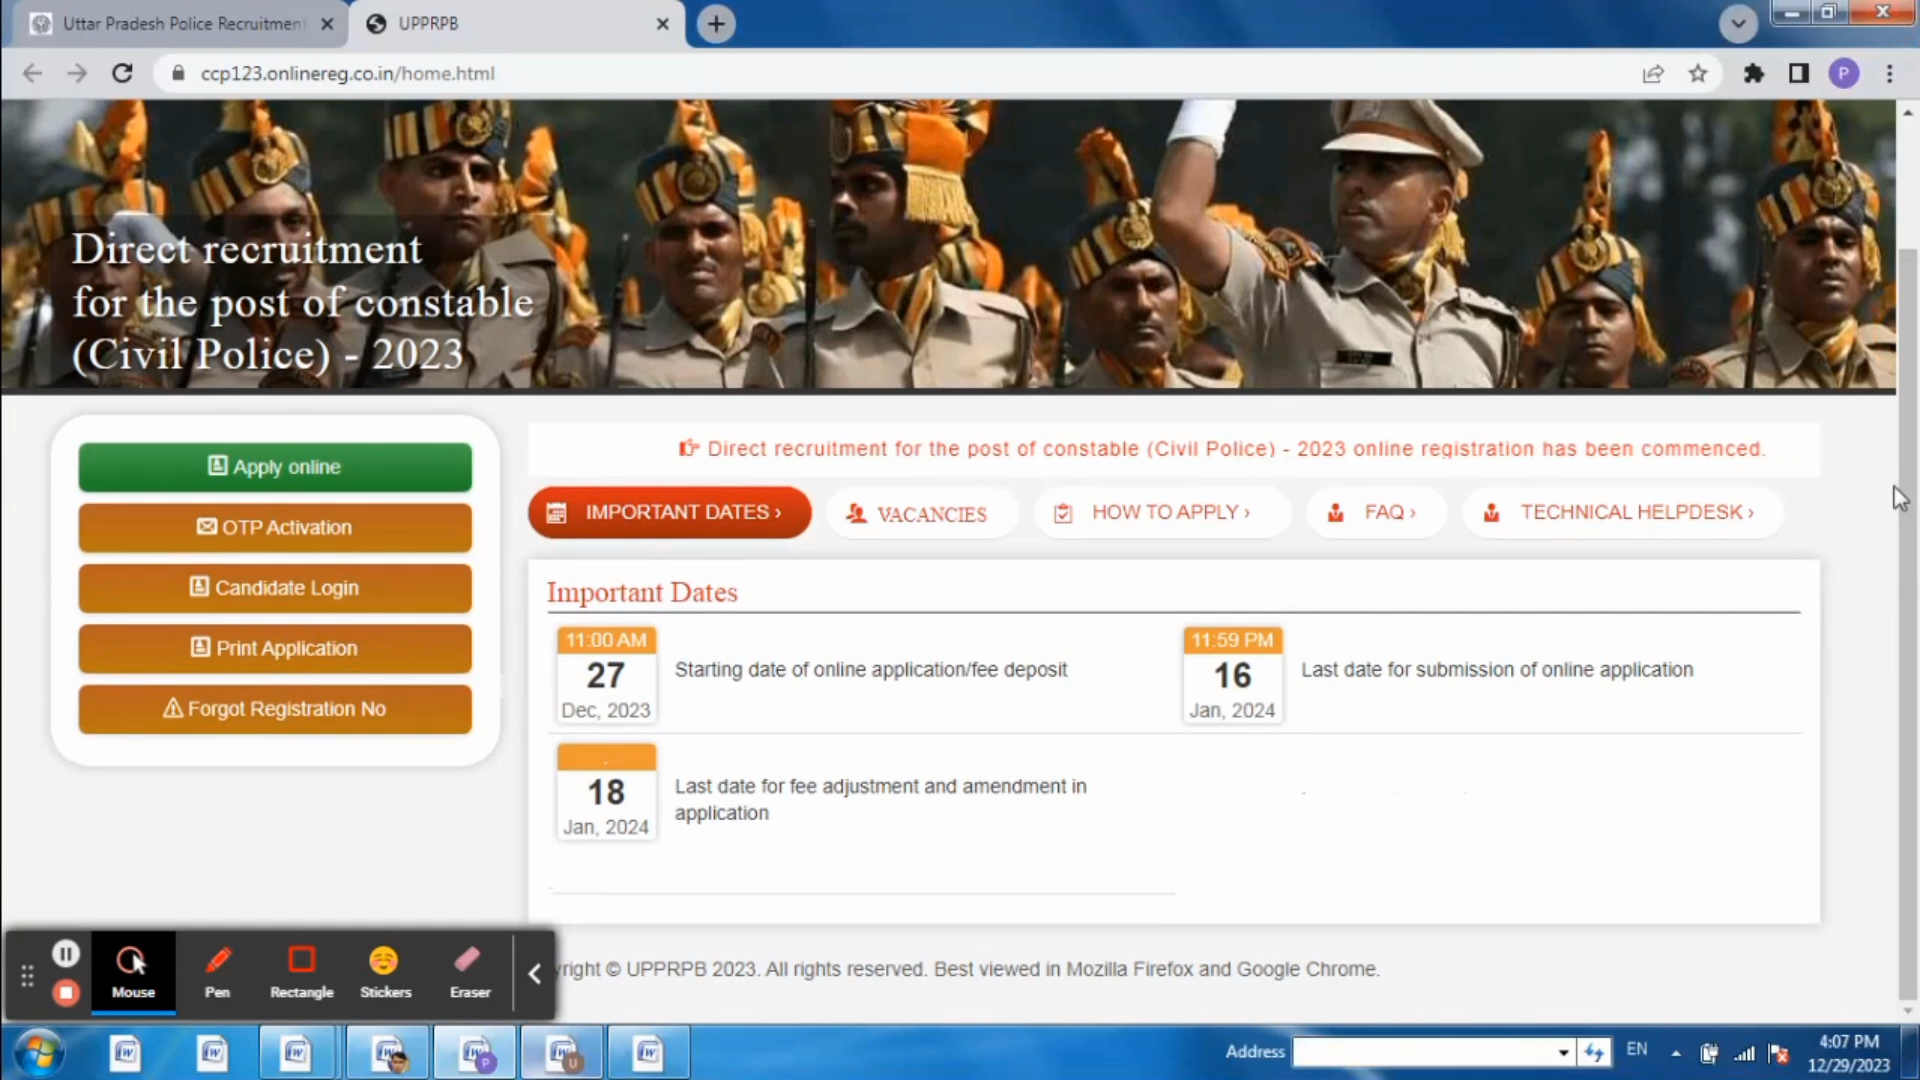 Uttar Pradesh Police Recruitment
UPPRPB
ccp123.onlinereg.co.in/home.html
P
Direct recruitment
for the post of constable
(Civil Police) - 2023
Apply online
OTP Activation
Candidate Login
Print Application
Forgot Registration No
Direct recruitment for the post of constable (Civil Police) - 2023 online registration has been commenced.
IMPORTANT DATES ›
VACANCIES
HOW TO APPLY ›
FAQ ›
TECHNICAL HELPDESK ›
Important Dates
11:00 AM
27
Dec, 2023
Starting date of online application/fee deposit
11:59 PM
16
Jan, 2024
Last date for submission of online application
18
Jan, 2024
Last date for fee adjustment and amendment in
application
yright © UPPRPB 2023. All rights reserved. Best viewed in Mozilla Firefox and Google Chrome.
Mouse
Pen
Rectangle
Stickers
Eraser
Address
EN
4:07 PM
12/29/2023